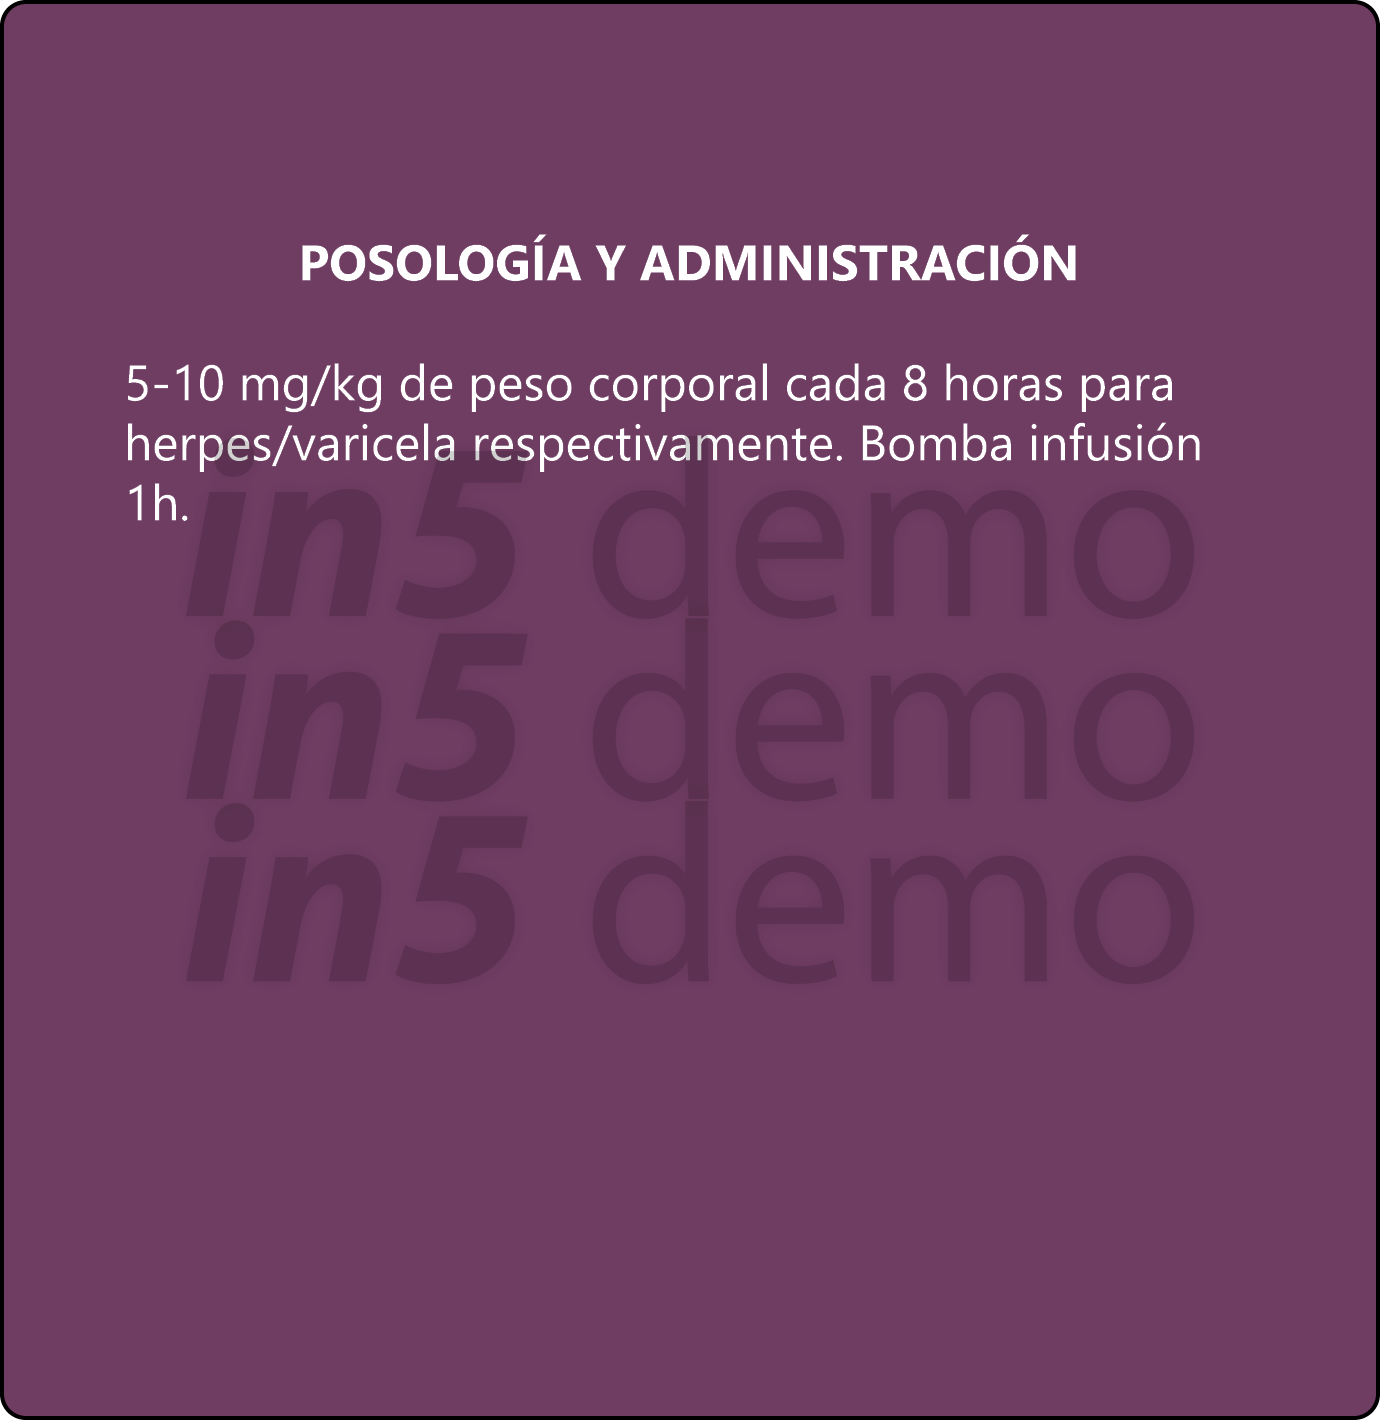 POSOLOGÍA Y ADMINISTRACIÓN
5-10 mg/kg de peso corporal cada 8 horas para
herpes/varicela respectivamente. Bomba infusión
1h.
in5 demo
in5 demo
in5 demo